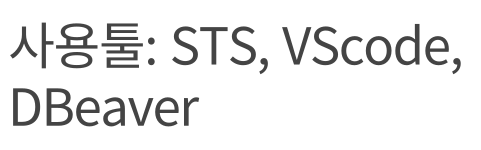 사용툴: STS, VScode,
DBeaver